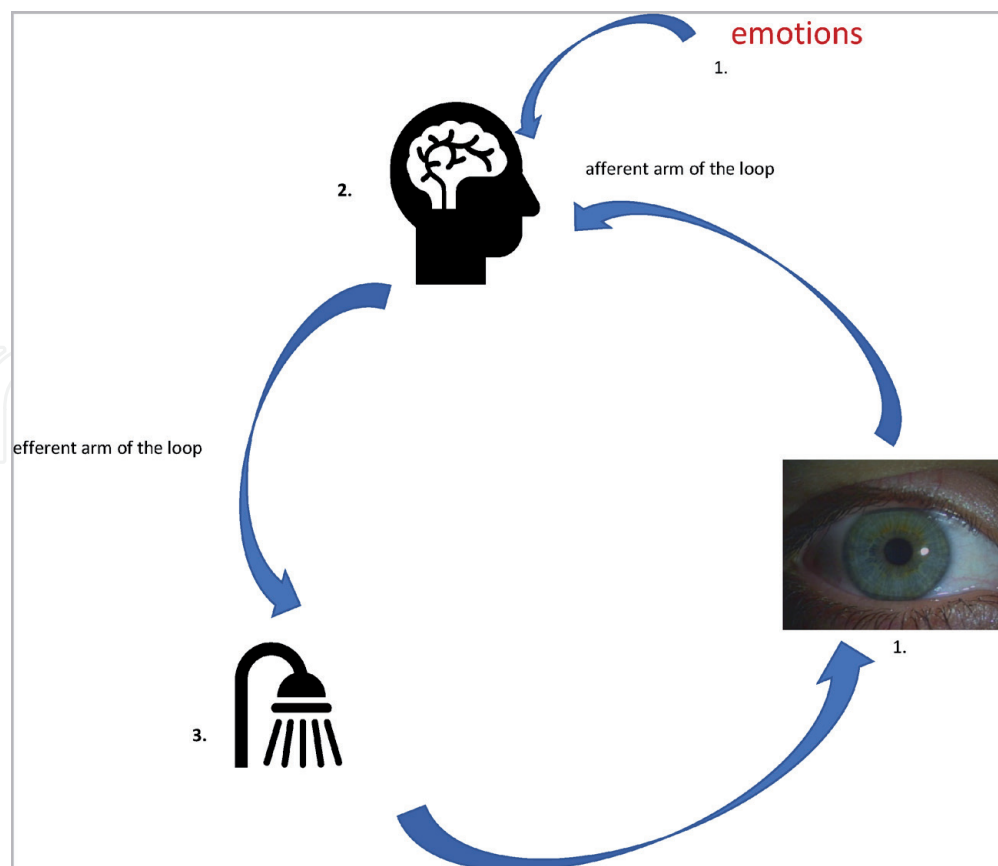 emotions
1.
afferent arm of the loop
2.
efferent arm of the loop
1.
3.